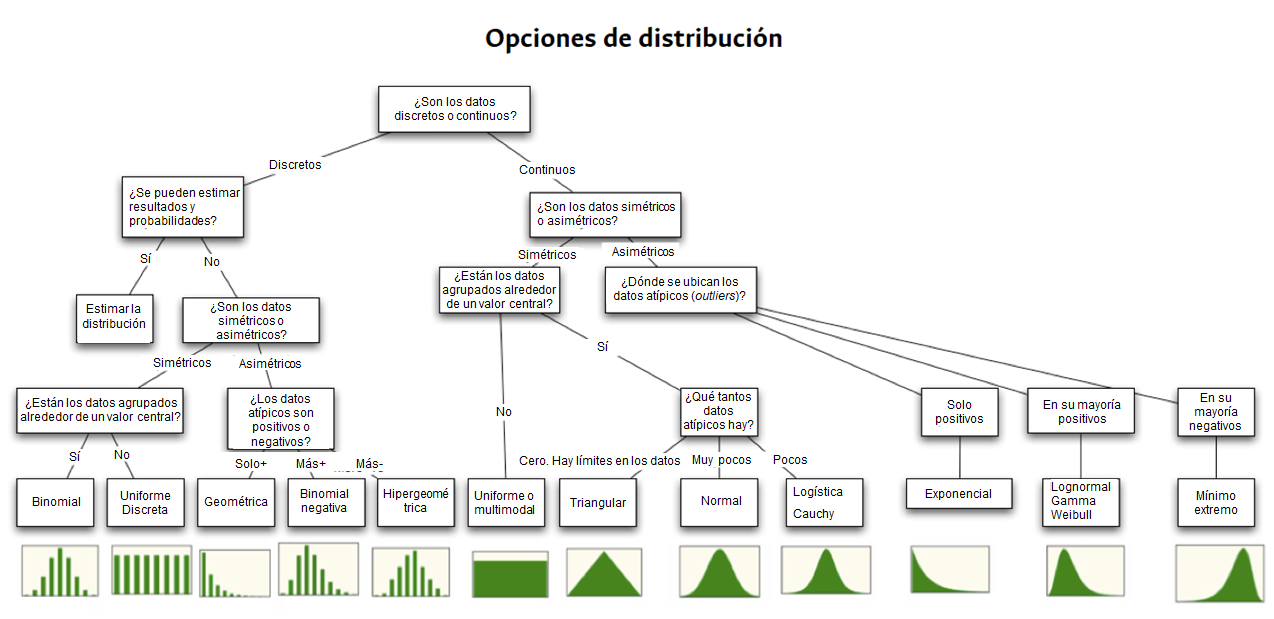 Opciones de distribución
¿Son los datos
discretos o continuos?
Discretos
Continuos
¿Se pueden estimar
resultados y
probabilidades?
¿Son los datos simétricos
o asimétricos?
Sí
No
Simétricos
Asimétricos
Estimar la
distribución
¿Son los datos
simétricos o
asimétricos?
¿Están los datos
agrupados alrededor
de un valor central?
¿Dónde se ubican los
datos atípicos (outliers)?
Simétricos
Asimétricos
Sí
No
¿Están los datos agrupados
alrededor de un valor central?
¿Los datos
atípicos son
positivos o
negativos?
¿Qué tantos
datos
atípicos hay?
Solo
positivos
En su mayoría
positivos
En su
mayoría
negativos
Sí
No
Solo+
Más+
Más-
Cero. Hay límites en los datos
Muy pocos
Pocos
Binomial
Uniforme
Discreta
Geométrica
Binomial
negativa
Hipergeomé
trica
Uniforme o
multimodal
Triangular
Normal
Logística
Cauchy
Exponencial
Lognormal
Gamma
Weibull
Mínimo
extremo